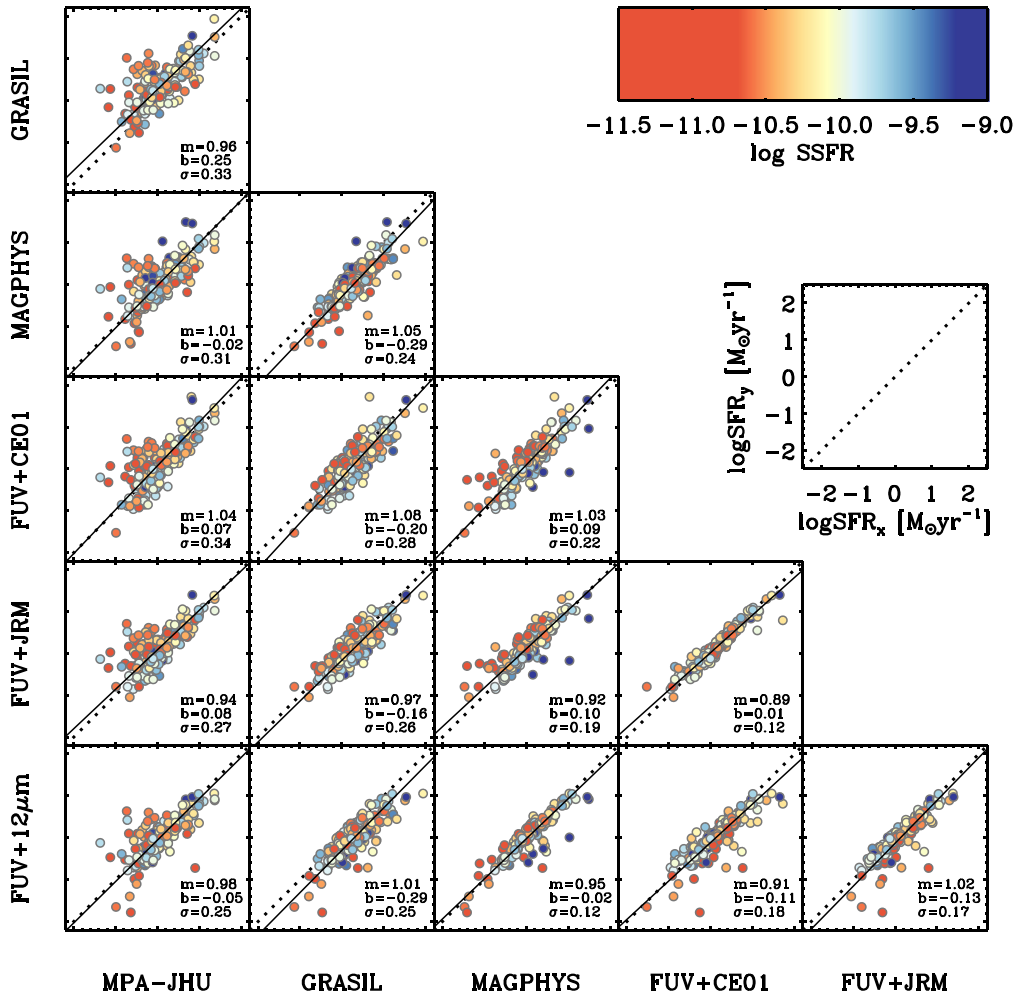 GRASIL
m=0.96
b=0.25
σ=0.33
-11.5 -11.0 -10.5 -10.0 -9.5 -9.0
log SSFR
MAGPHYS
m=1.01
b=-0.02
σ=0.31
m=1.05
b=-0.29
σ=0.24
logSFRy [M⊙yr⁻¹]
2
1
0
-1
-2
-2 -1 0 1 2
logSFRx [M⊙yr⁻¹]
FUV+CE01
m=1.04
b=0.07
σ=0.34
m=1.08
b=-0.20
σ=0.28
m=1.03
b=0.09
σ=0.22
FUV+JRM
m=0.94
b=0.08
σ=0.27
m=0.97
b=-0.16
σ=0.26
m=0.92
b=0.10
σ=0.19
m=0.89
b=0.01
σ=0.12
FUV+12μm
m=0.98
b=-0.05
σ=0.25
m=1.01
b=-0.29
σ=0.25
m=0.95
b=-0.02
σ=0.12
m=0.91
b=-0.11
σ=0.18
m=1.02
b=-0.13
σ=0.17
MPA-JHU GRASIL MAGPHYS FUV+CE01 FUV+JRM